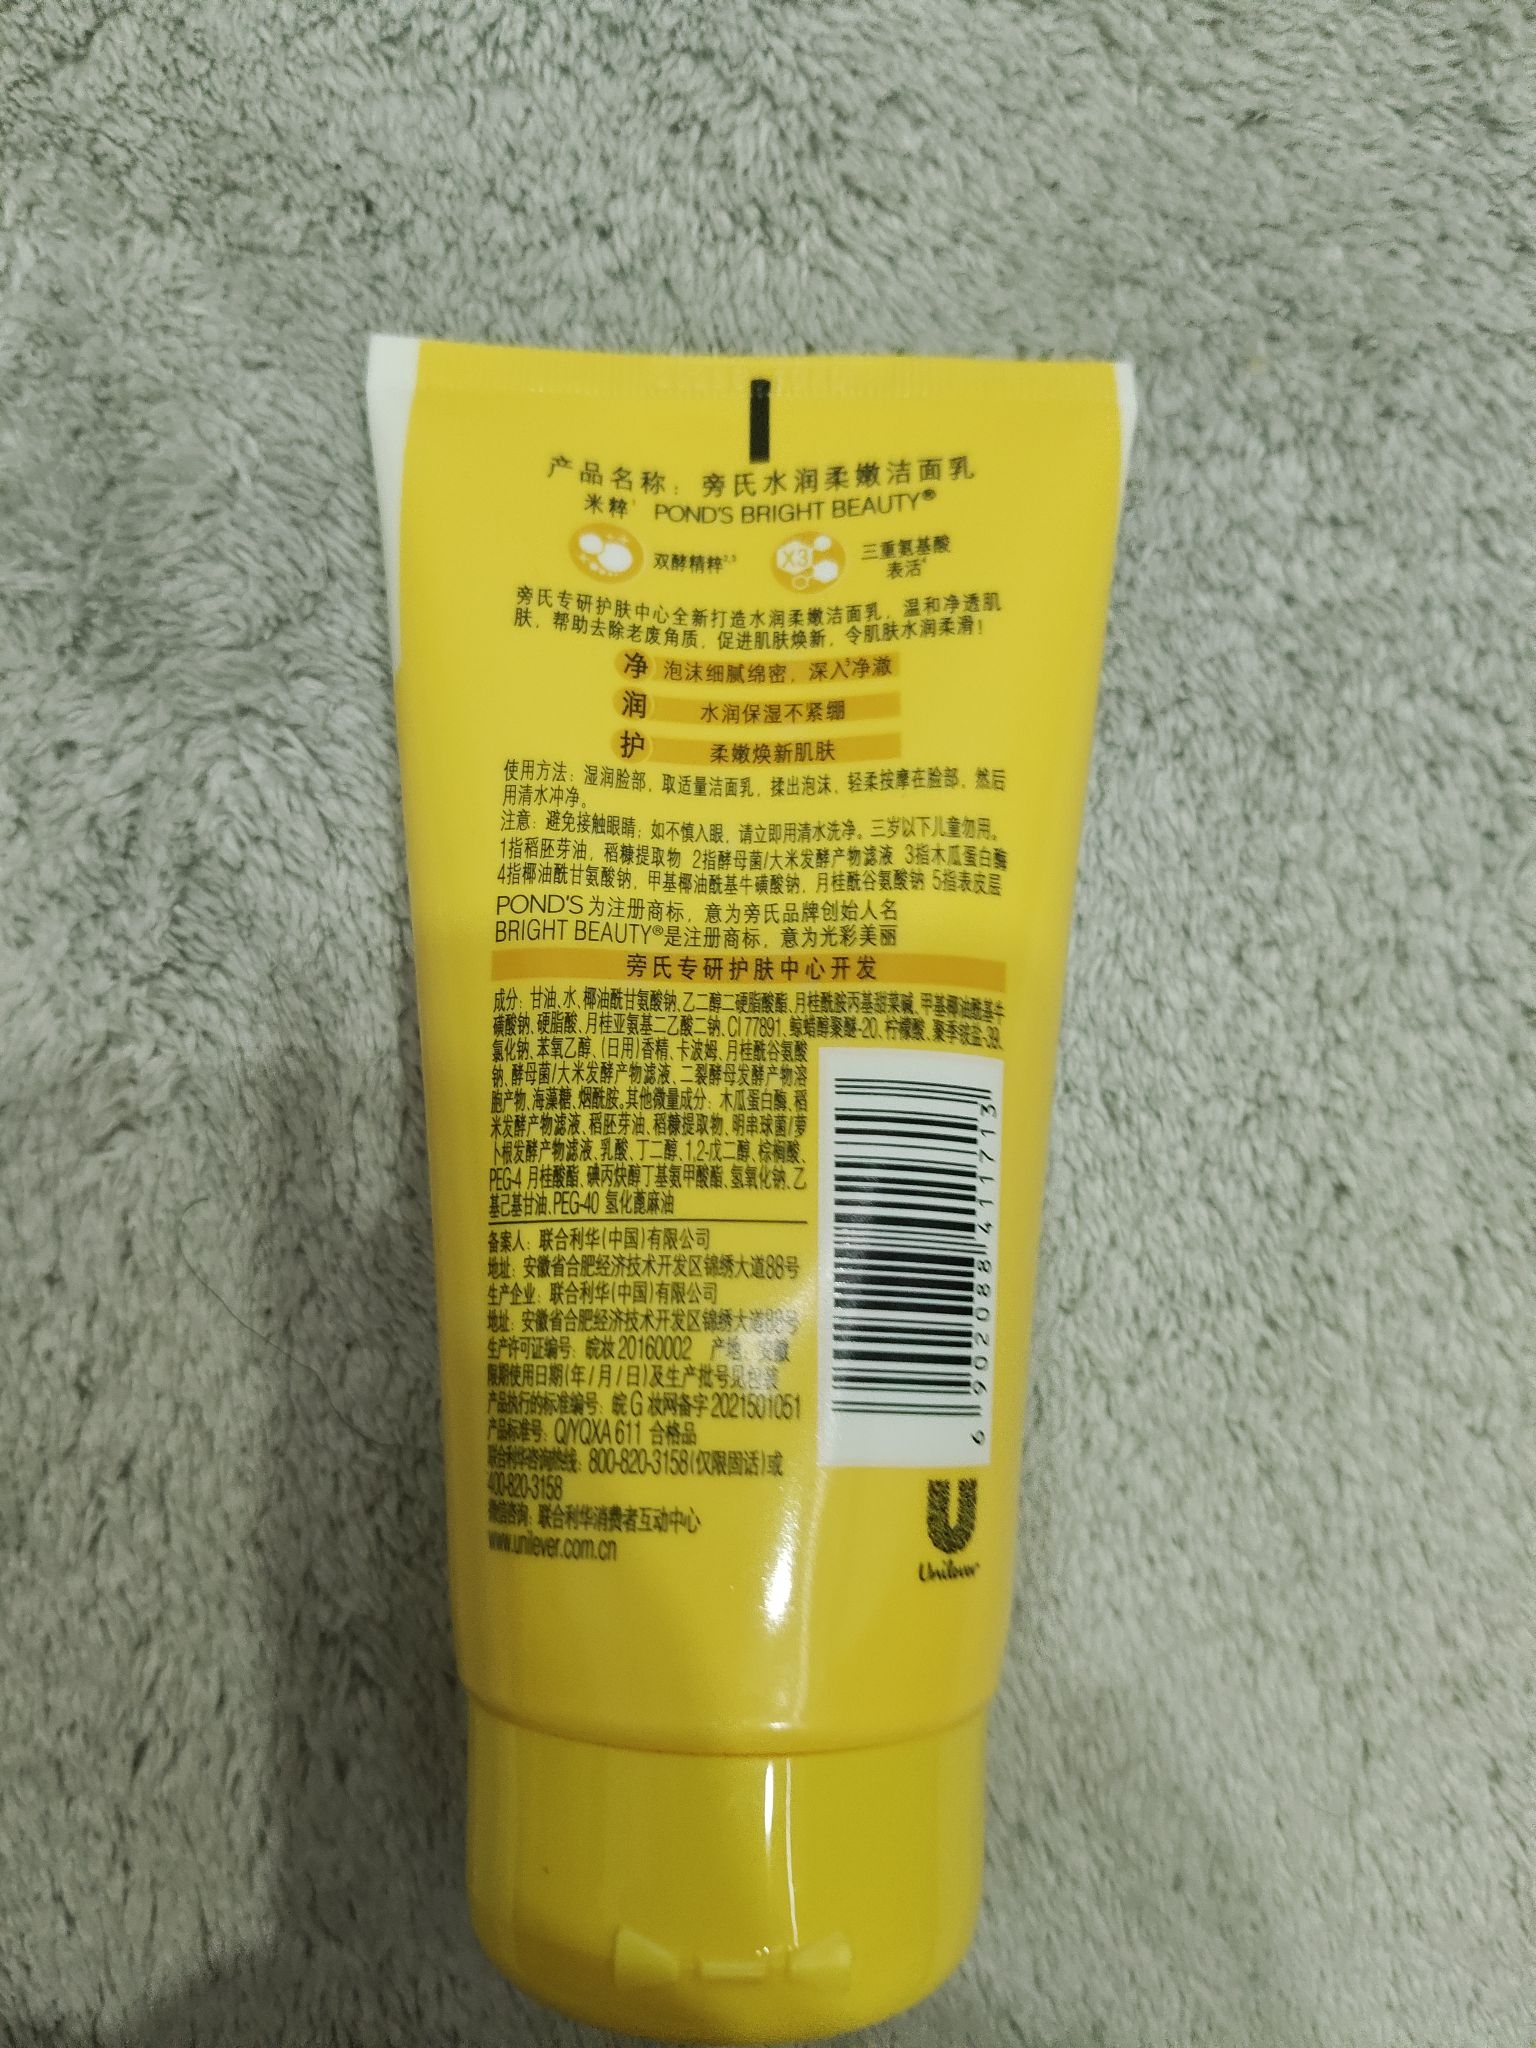 产品名称：旁氏水润柔嫩洁面乳
米粹¹ POND'S BRIGHT BEAUTY®
双酵精粹²˒³
X3
三重氨基酸
表活⁴
旁氏专研护肤中心全新打造水润柔嫩洁面乳，温和净透肌
肤，帮助去除老废角质，促进肌肤焕新，令肌肤水润柔滑！
净 泡沫细腻绵密，深入⁵净澈
润 水润保湿不紧绷
护 柔嫩焕新肌肤
使用方法：湿润脸部，取适量洁面乳，揉出泡沫，轻柔按摩在脸部，然后
用清水冲净。
注意：避免接触眼睛；如不慎入眼，请立即用清水洗净。三岁以下儿童勿用。
1指稻胚芽油，稻糠提取物 2指酵母菌/大米发酵产物滤液 3指木瓜蛋白酶
4指椰油酰甘氨酸钠，甲基椰油酰基牛磺酸钠，月桂酰谷氨酸钠 5指表皮层
POND'S为注册商标，意为旁氏品牌创始人名
BRIGHT BEAUTY®是注册商标，意为光彩美丽
旁氏专研护肤中心开发
成分：甘油、水、椰油酰甘氨酸钠、乙二醇二硬脂酸酯、月桂酰胺丙基甜菜碱、甲基椰油酰基牛
磺酸钠、硬脂酸、月桂亚氨基二乙酸二钠、CI 77891、鲸蜡醇聚醚-20、柠檬酸、聚季铵盐-39、
氯化钠、苯氧乙醇、(日用)香精、卡波姆、月桂酰谷氨酸
钠、酵母菌/大米发酵产物滤液、二裂酵母发酵产物溶
胞产物、海藻糖、烟酰胺。其他微量成分：木瓜蛋白酶、稻
米发酵产物滤液、稻胚芽油、稻糠提取物、明串球菌/萝
卜根发酵产物滤液、乳酸、丁二醇、1,2-戊二醇、棕榈酸、
PEG-4 月桂酸酯、碘丙炔醇丁基氨甲酸酯、氢氧化钠、乙
基己基甘油、PEG-40 氢化蓖麻油
备案人：联合利华(中国)有限公司
地址：安徽省合肥经济技术开发区锦绣大道88号
生产企业：联合利华(中国)有限公司
地址：安徽省合肥经济技术开发区锦绣大道88号
生产许可证编号：皖妆20160002 产地：安徽
限期使用日期(年/月/日)及生产批号见包装
产品执行的标准编号：皖G妆网备字2021501051
产品标准号：Q/YQXA 611 合格品
联合利华咨询热线：800-820-3158(仅限固话)或
400-820-3158
微信咨询：联合利华消费者互动中心
www.unilever.com.cn
6 902088 411713
Unilever